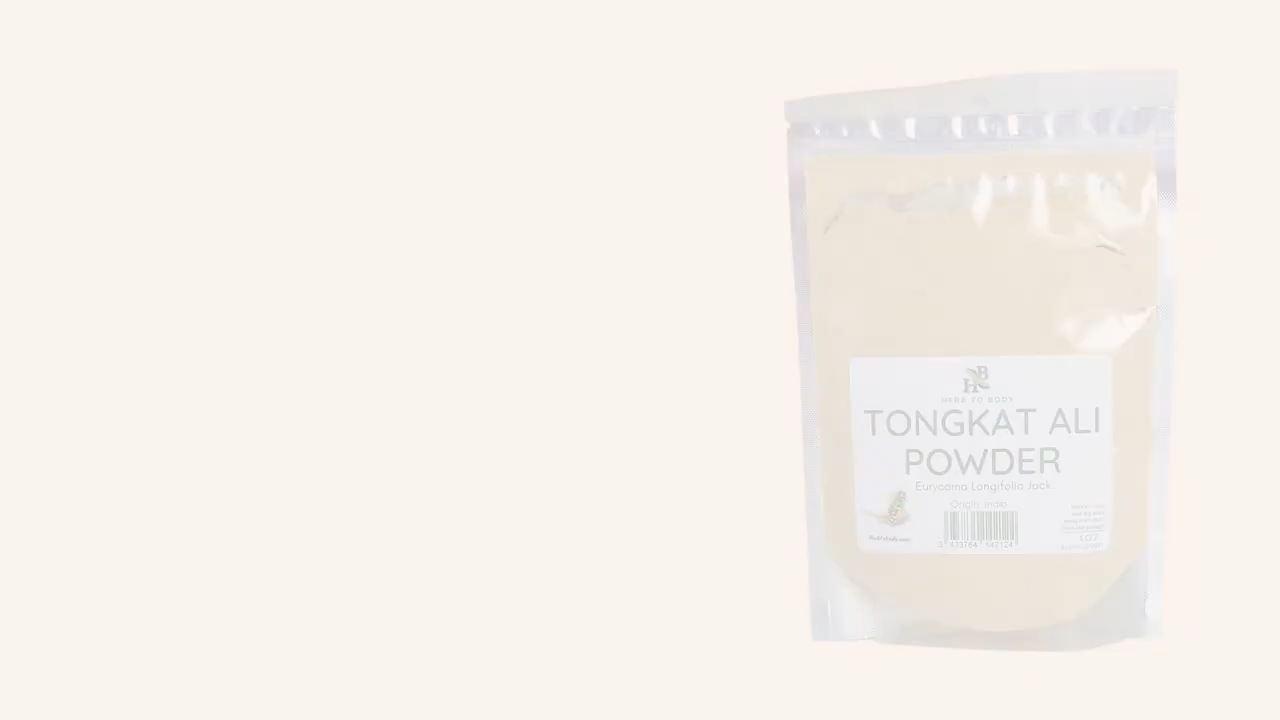 HB
HERB TO BODY
TONGKAT ALI
POWDER
Eurycoma Longifolia Jack.
Origin: India